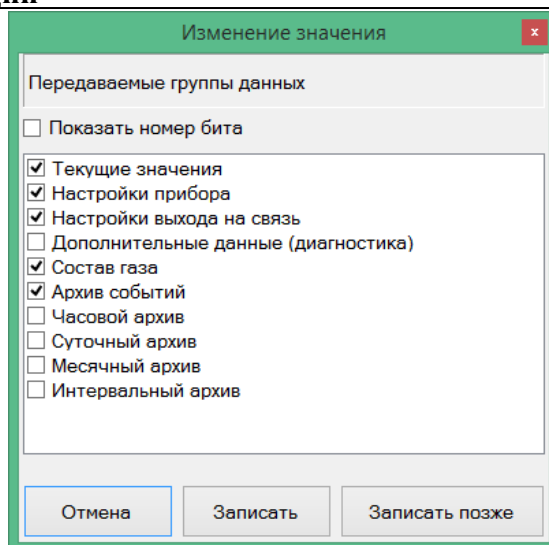 Изменение значения
x
Передаваемые группы данных
Показать номер бита
Текущие значения
Настройки прибора
Настройки выхода на связь
Дополнительные данные (диагностика)
Состав газа
Архив событий
Часовой архив
Суточный архив
Месячный архив
Интервальный архив
Отмена Записать Записать позже